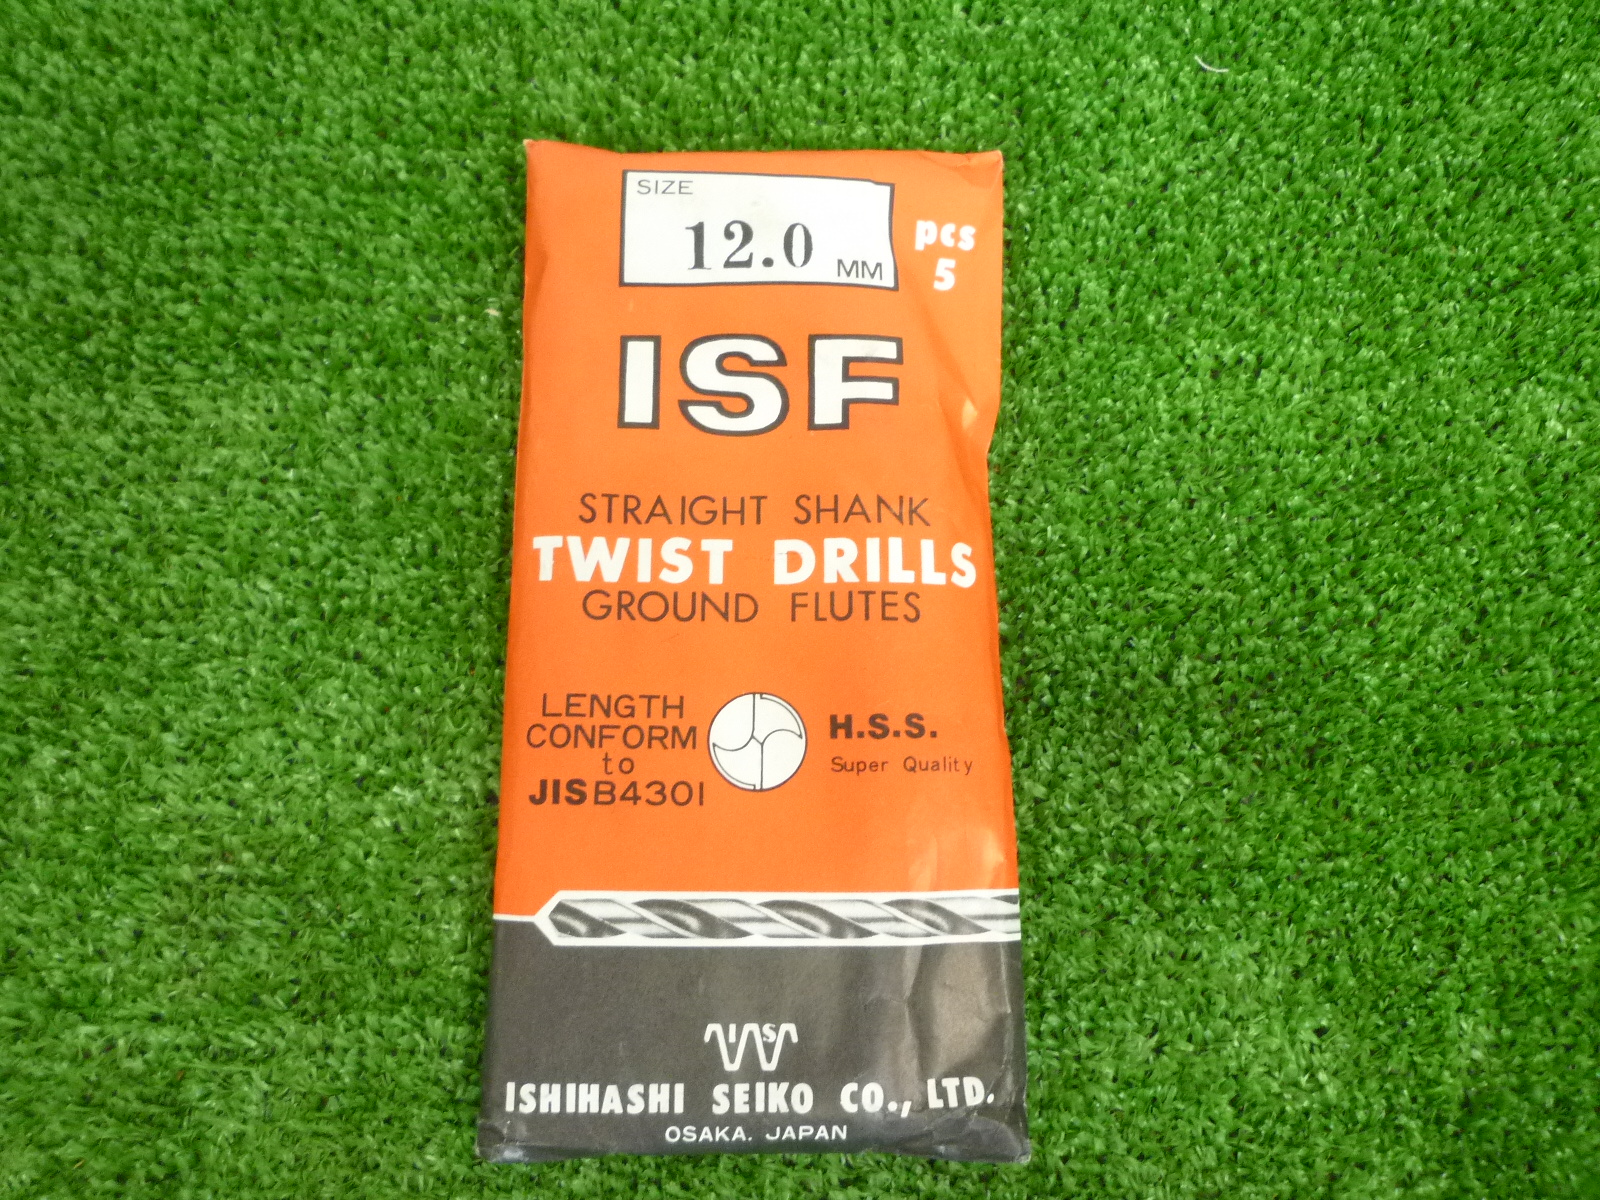 SIZE
12.0 MM
pcs
5
ISF
STRAIGHT SHANK
TWIST DRILLS
GROUND FLUTES
LENGTH
CONFORM
to
JIS B4301
H.S.S.
Super Quality
IS
ISHIHASHI SEIKO CO., LTD.
OSAKA. JAPAN